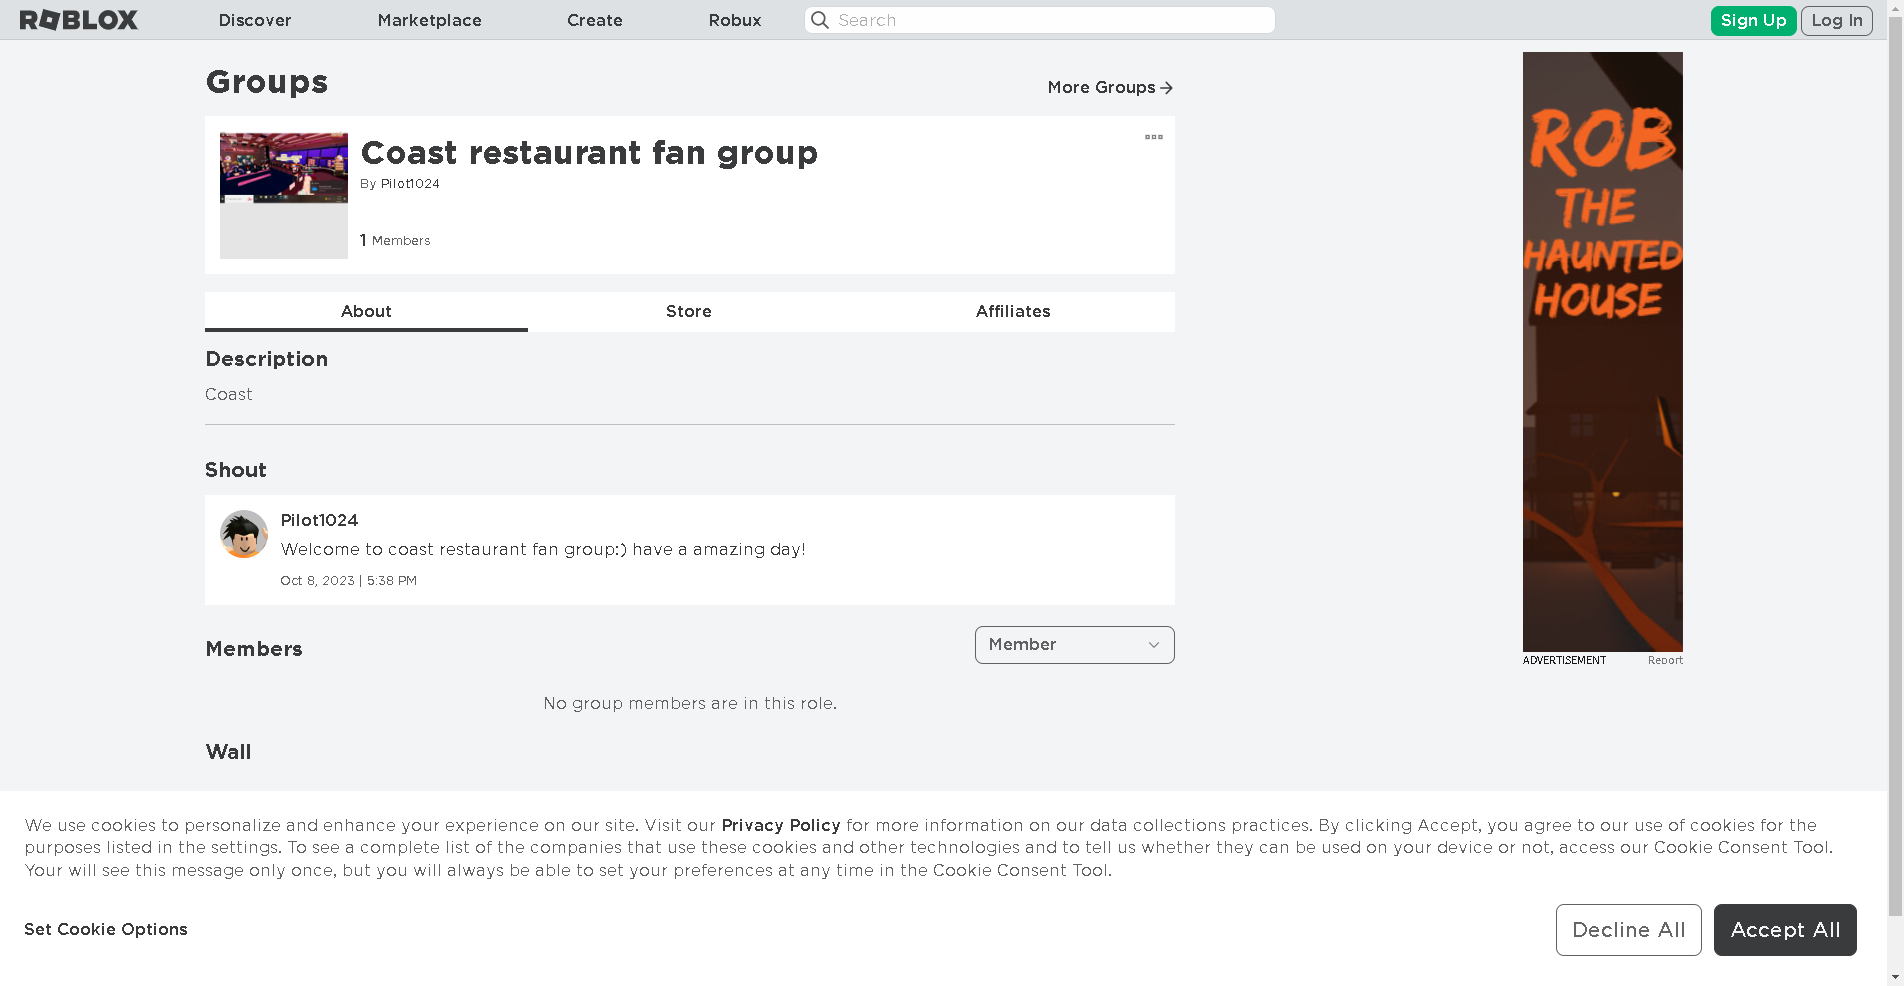 ROBLOX
Discover
Marketplace
Create
Robux
Search
Sign Up
Log In
Groups
More Groups
Coast restaurant fan group
By Pilot1024
1 Members
About
Store
Affiliates
Description
Coast
Shout
Pilot1024
Welcome to coast restaurant fan group:) have a amazing day!
Oct 8, 2023 | 5:38 PM
Members
Member
No group members are in this role.
Wall
ROB
THE
HAUNTED
HOUSE
ADVERTISEMENT
Report
We use cookies to personalize and enhance your experience on our site. Visit our Privacy Policy for more information on our data collections practices. By clicking Accept, you agree to our use of cookies for the
purposes listed in the settings. To see a complete list of the companies that use these cookies and other technologies and to tell us whether they can be used on your device or not, access our Cookie Consent Tool.
Your will see this message only once, but you will always be able to set your preferences at any time in the Cookie Consent Tool.
Set Cookie Options
Decline All
Accept All